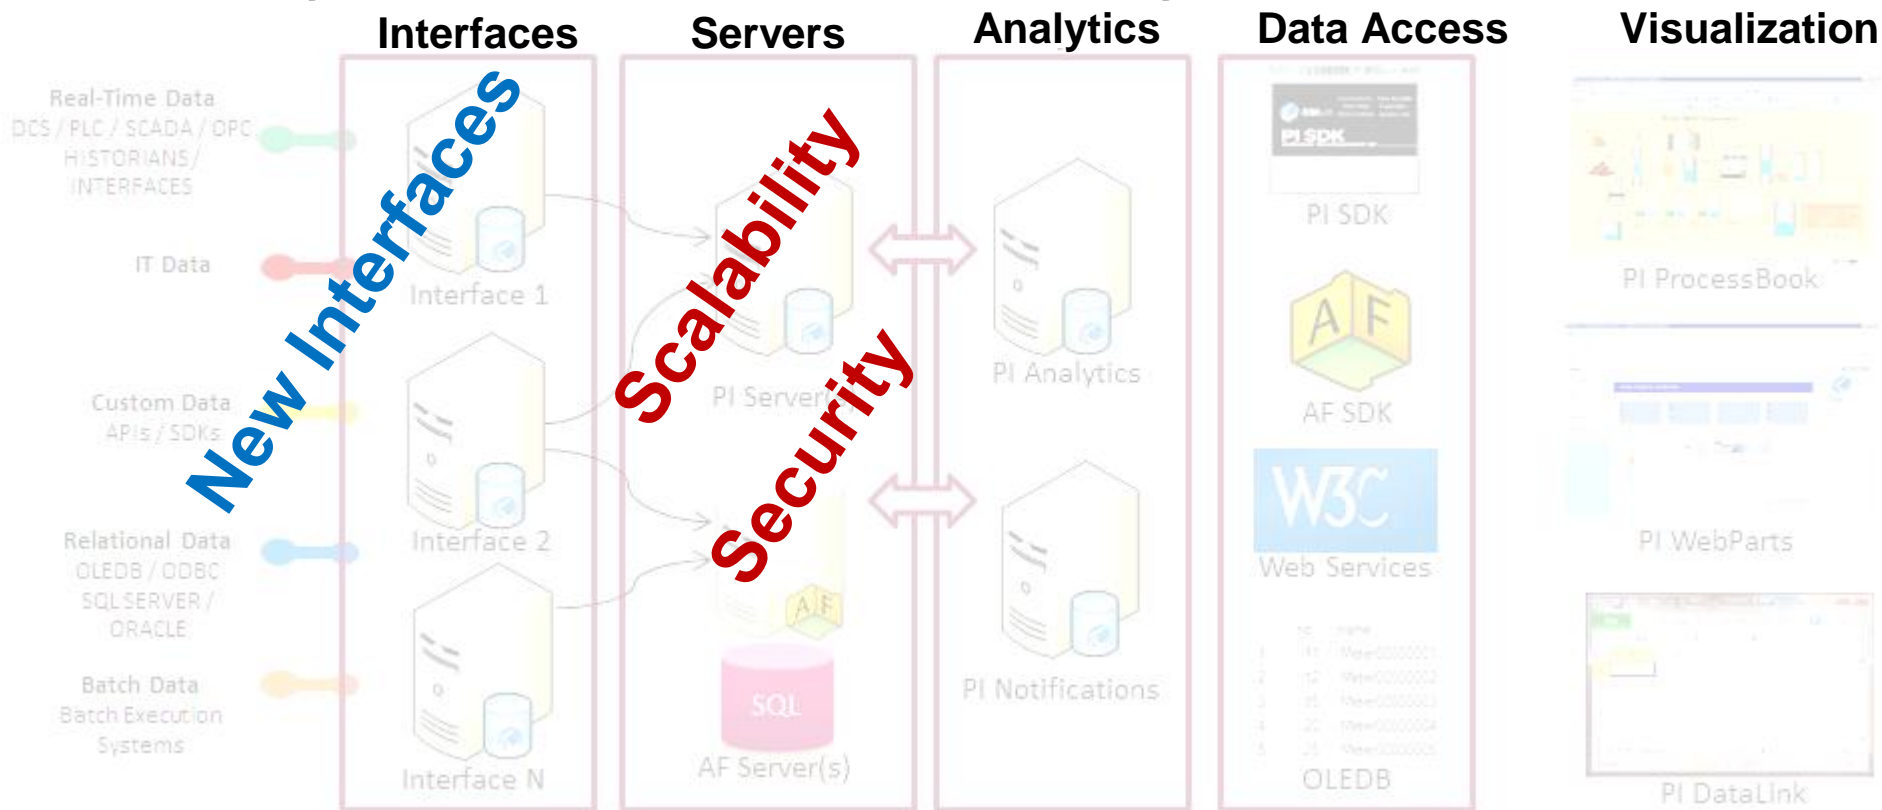 Interfaces
Servers
Analytics
Data Access
Visualization
Real-Time Data
DCS / PLC / SCADA / OPC
HISTORIANS /
INTERFACES
IT Data
Custom Data
APIs / SDKs
Relational Data
OLEDB / ODBC
SQL SERVER /
ORACLE
Batch Data
Batch Execution
Systems
New Interfaces
Interface 1
Interface 2
Interface N
Scalability
Security
PI Server(s)
AF
SQL
AF Server(s)
PI Analytics
PI Notifications
PI SDK
PI SDK
AF
AF SDK
W3C
Web Services
name
OLEDB
PI ProcessBook
PI WebParts
PI DataLink